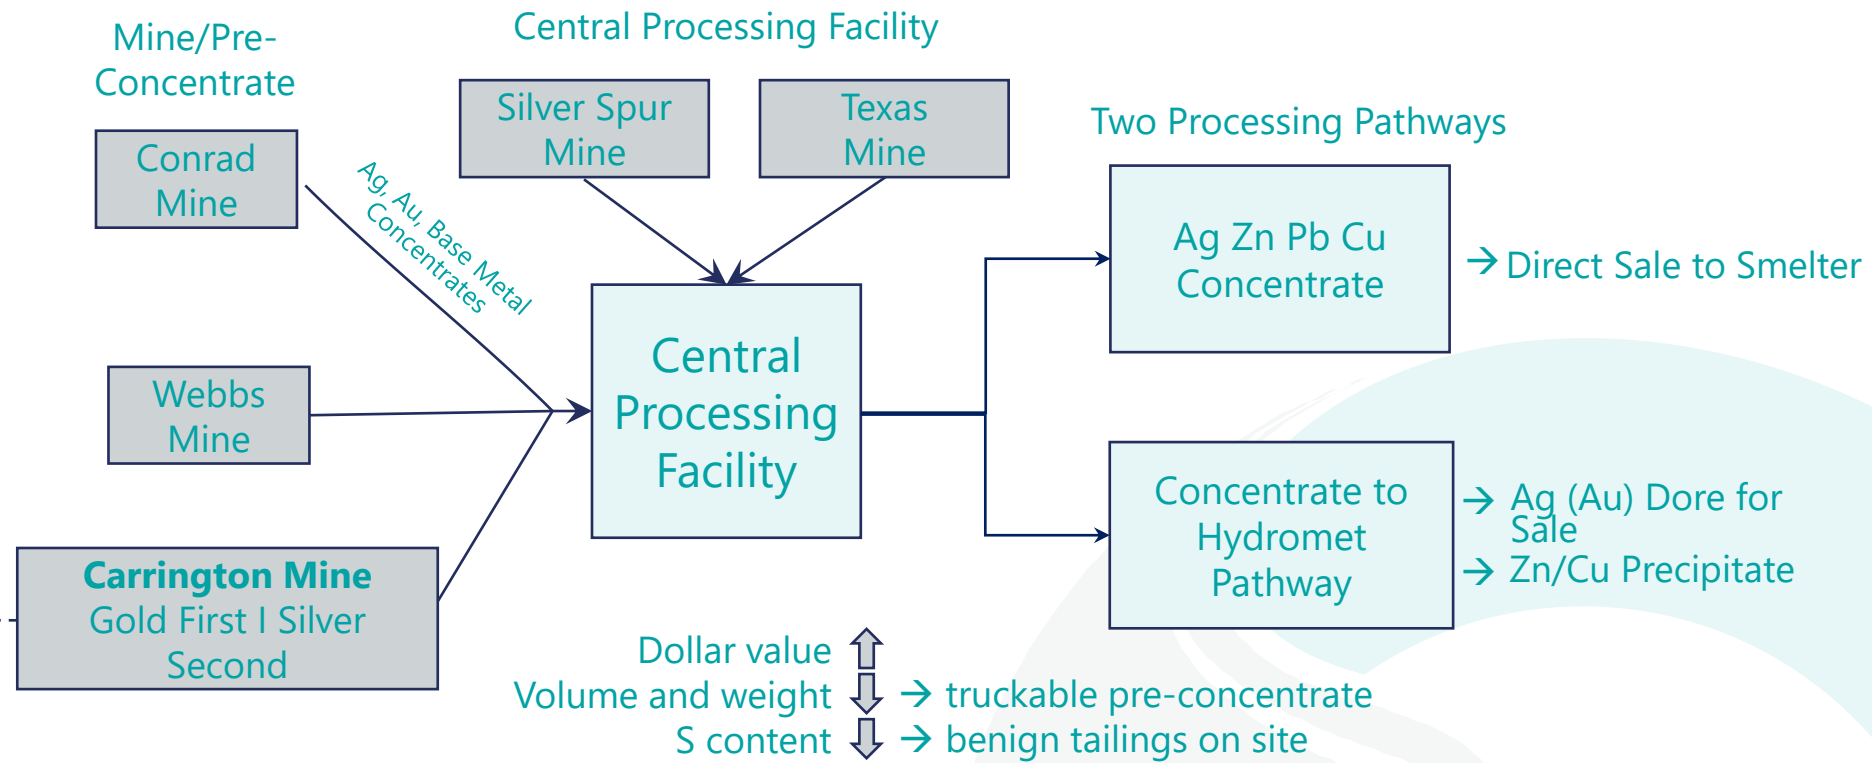 Mine/Pre-
Concentrate
Central Processing Facility
Conrad
Mine
Silver Spur
Mine
Texas
Mine
Two Processing Pathways
Ag, Au, Base Metal
Concentrates
Ag Zn Pb Cu
Concentrate
→ Direct Sale to Smelter
Webbs
Mine
Central
Processing
Facility
Concentrate to
Hydromet
Pathway
→ Ag (Au) Dore for
Sale
→ Zn/Cu Precipitate
Carrington Mine
Gold First I Silver
Second
Dollar value
Volume and weight → truckable pre-concentrate
S content → benign tailings on site